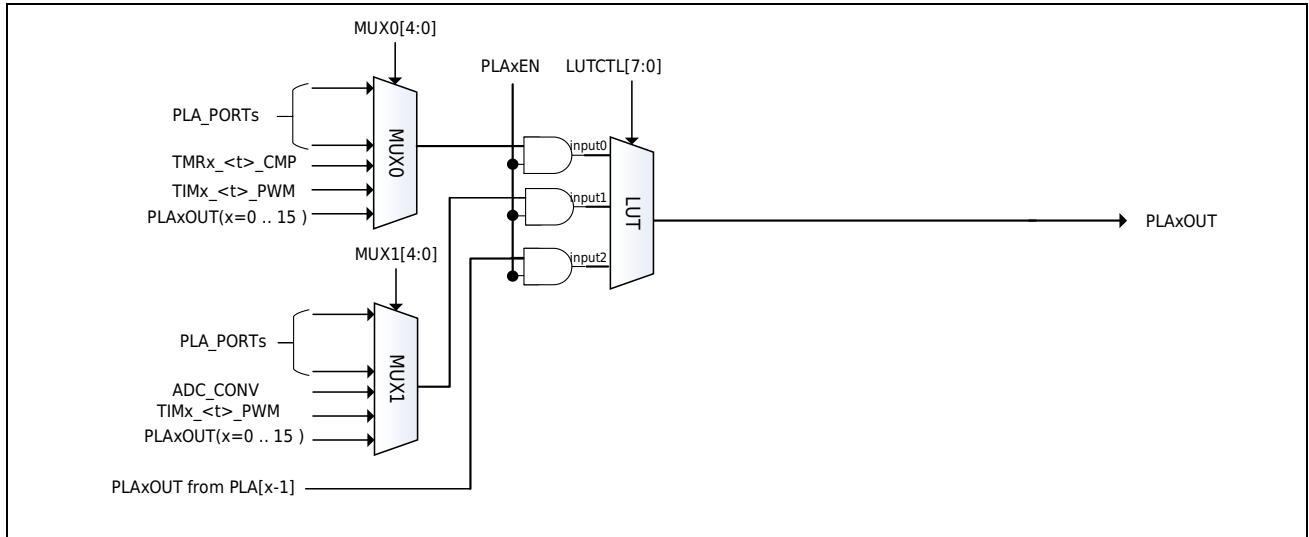 MUX0[4:0]
PLAxEN
LUTCTL[7:0]
PLA_PORTs
MUX0
TMRx_<t>_CMP
TIMx_<t>_PWM
PLAxOUT(x=0 .. 15 )
input0
input1
input2
LUT
PLAxOUT
MUX1[4:0]
PLA_PORTs
MUX1
ADC_CONV
TIMx_<t>_PWM
PLAxOUT(x=0 .. 15 )
PLAxOUT from PLA[x-1]